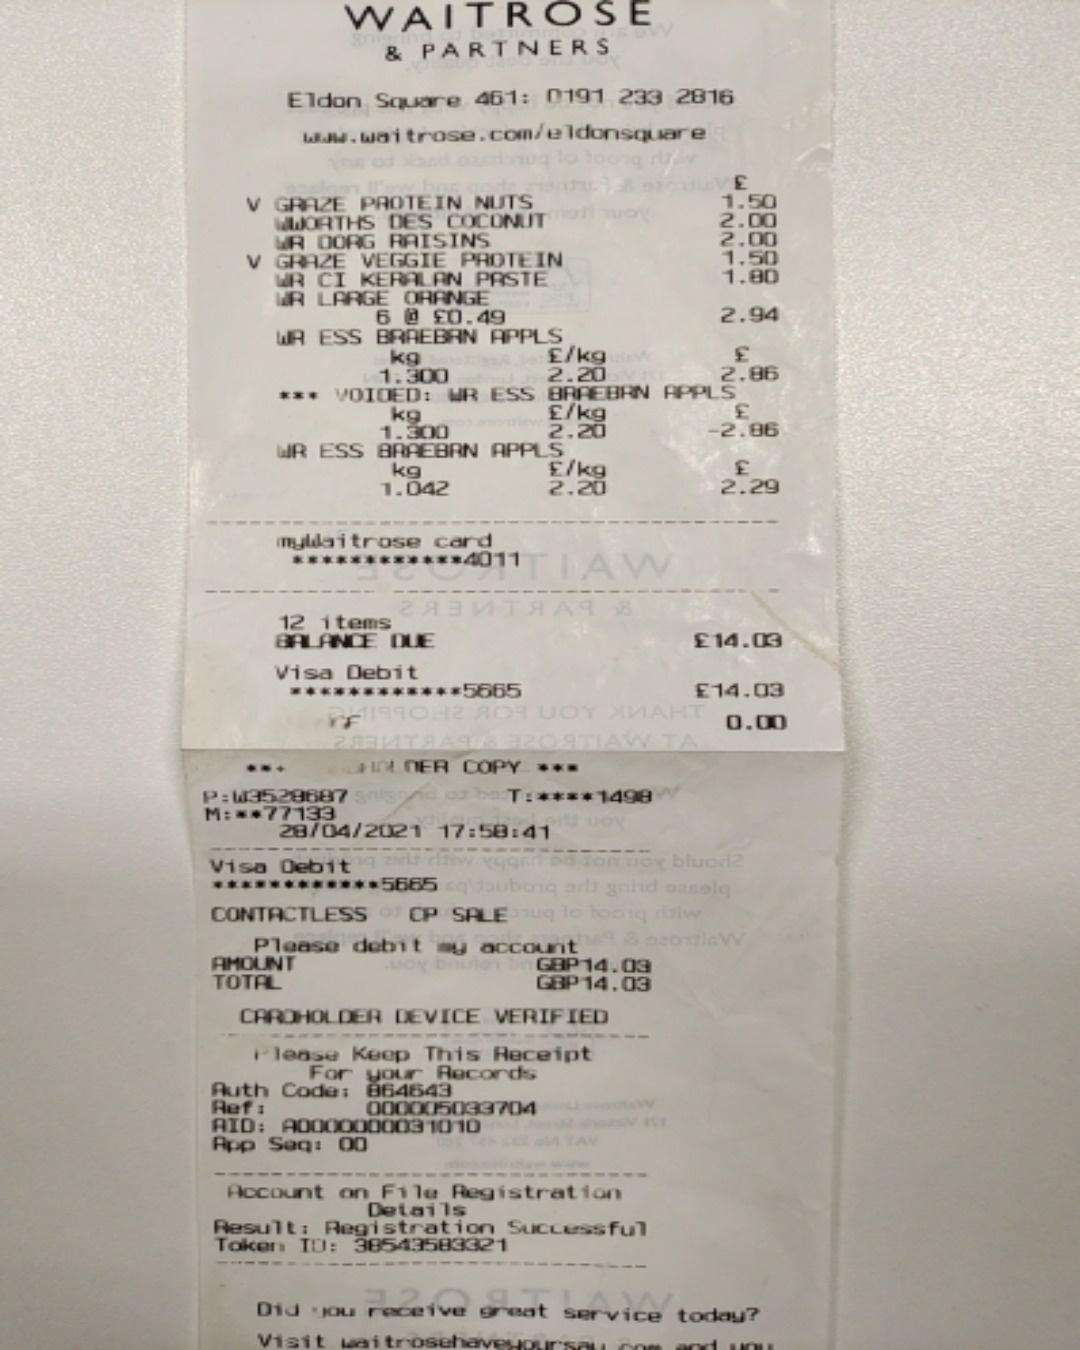 WAITROSE
& PARTNERS
Eldon Square 461: 0191 233 2816
www.waitrose.com/eldonsquare
£
V GRAZE PROTEIN NUTS 1.50
WWORTHS DES COCONUT 2.00
WR DORG RAISINS 2.00
V GRAZE VEGGIE PROTEIN 1.50
WR CI KERALAN PASTE 1.80
WR LARGE ORANGE
6 @ £0.49 2.94
WR ESS BRAEBRN APPLS
kg £/kg £
1.300 2.20 2.86
*** VOIDED: WR ESS BRAEBRN APPLS
kg £/kg £
1.300 2.20 -2.86
WR ESS BRAEBRN APPLS
kg £/kg £
1.042 2.20 2.29
myWaitrose card
************4011
12 items
BALANCE DUE £14.03
Visa Debit
************5665 £14.03
0.00
COPY ***
P:W3528687 T:****1498
M:**77133
28/04/2021 17:58:41
Visa Debit
************5665
CONTACTLESS CP SALE
Please debit my account
AMOUNT GBP14.03
TOTAL GBP14.03
CARDHOLDER DEVICE VERIFIED
Please Keep This Receipt
For your Records
Auth Code: 864643
Ref: 000005033704
AID: A0000000031010
App Seq: 00
Account on File Registration
Details
Result: Registration Successful
Token ID: 38543583321
Did you receive great service today?
Visit waitrosehaveyoursay.com and you